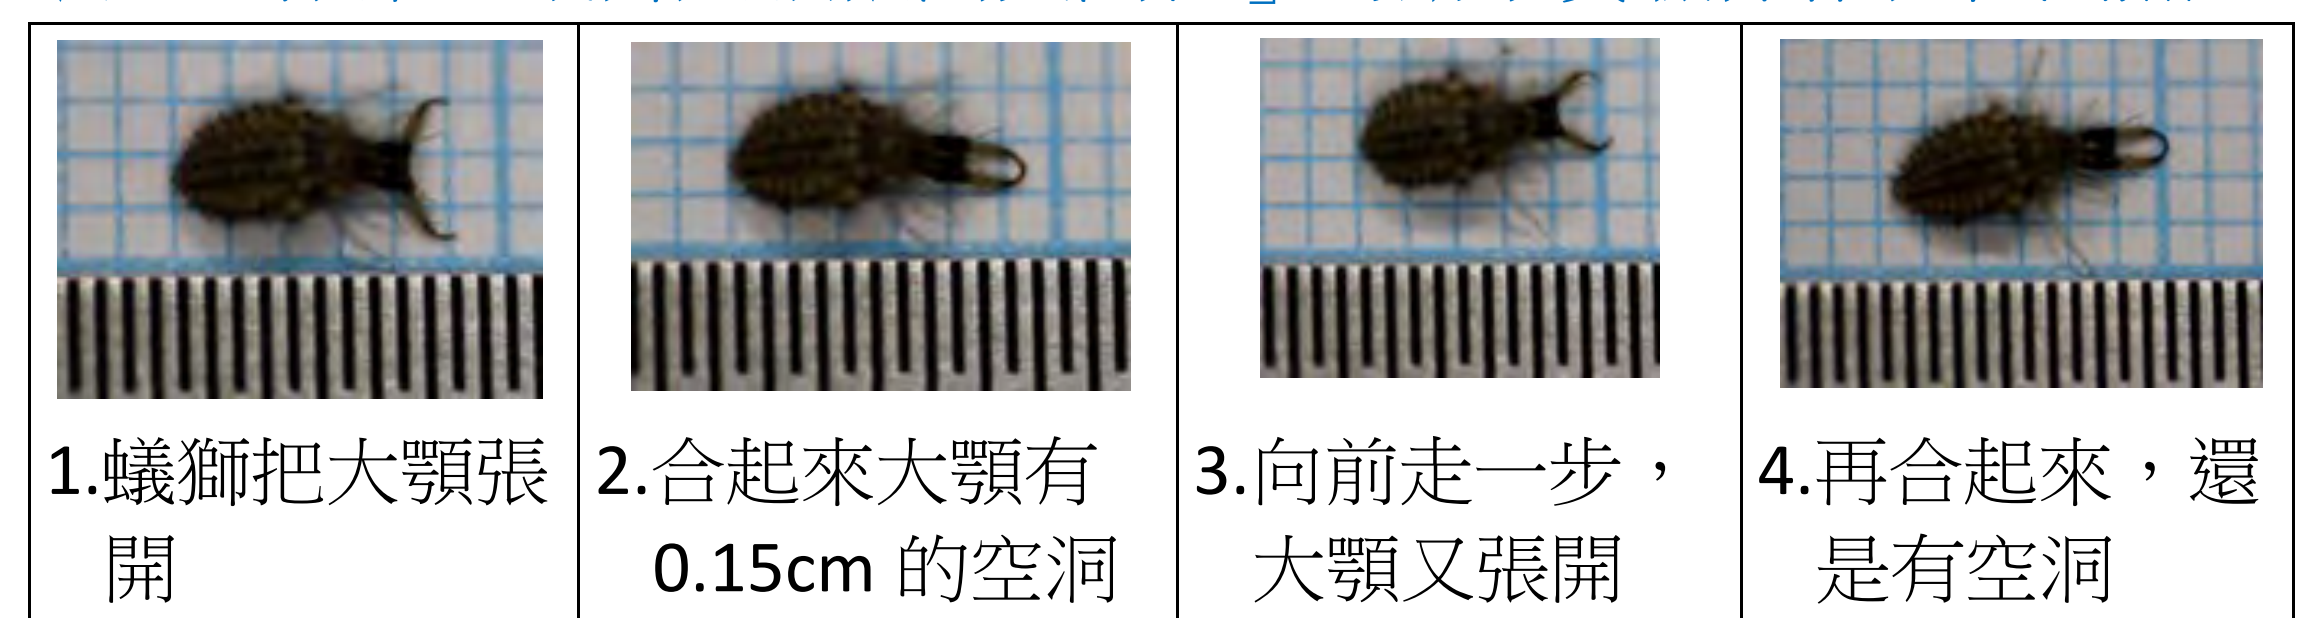 1.蟻獅把大顎張
開
2.合起來大顎有
0.15cm 的空洞
3.向前走一步，
大顎又張開
4.再合起來，還
是有空洞